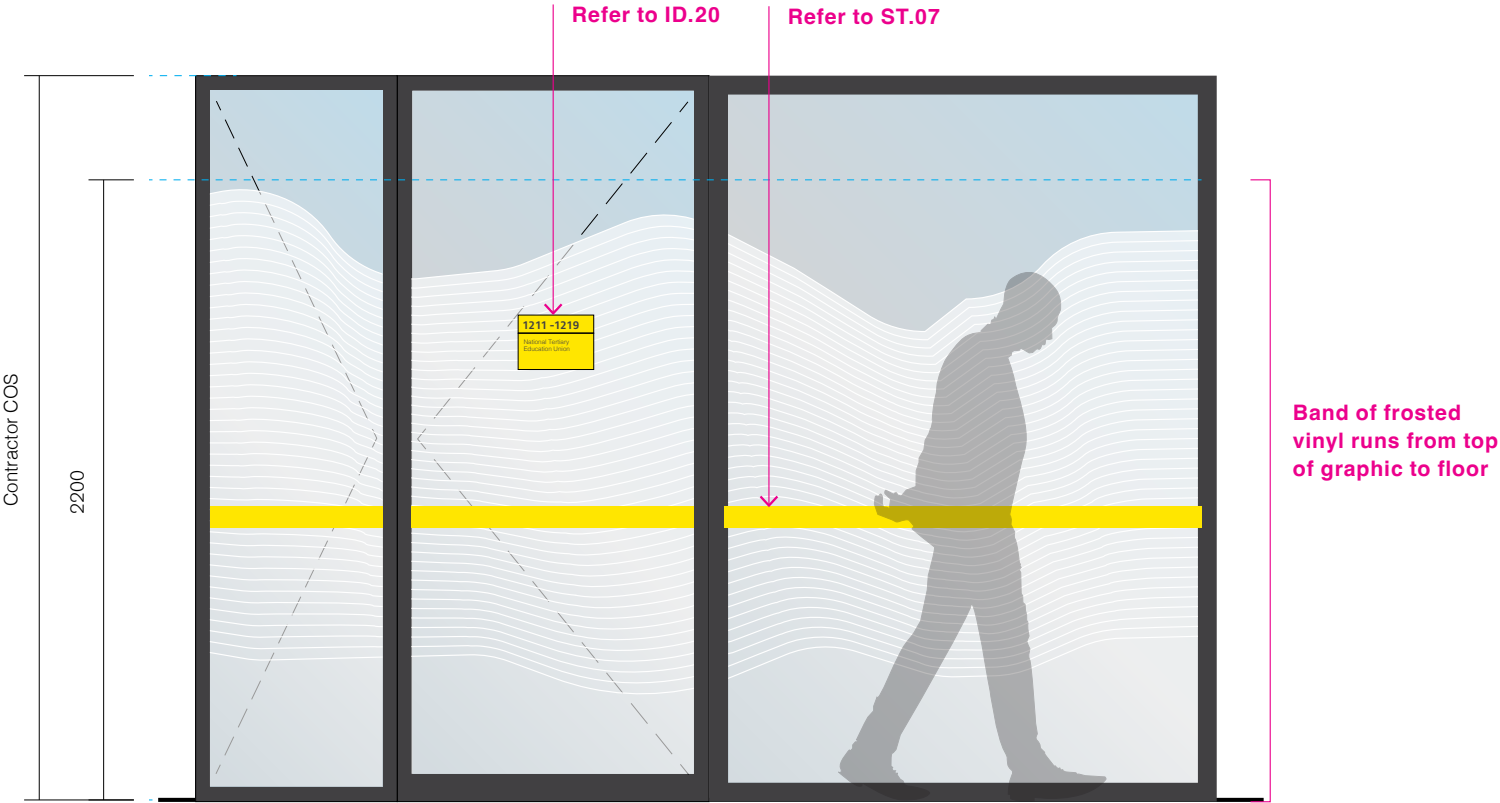 Refer to ID.20
Refer to ST.07
Contractor COS
2200
1211 -1219
National Tertiary
Education Union
Band of frosted
vinyl runs from top
of graphic to floor